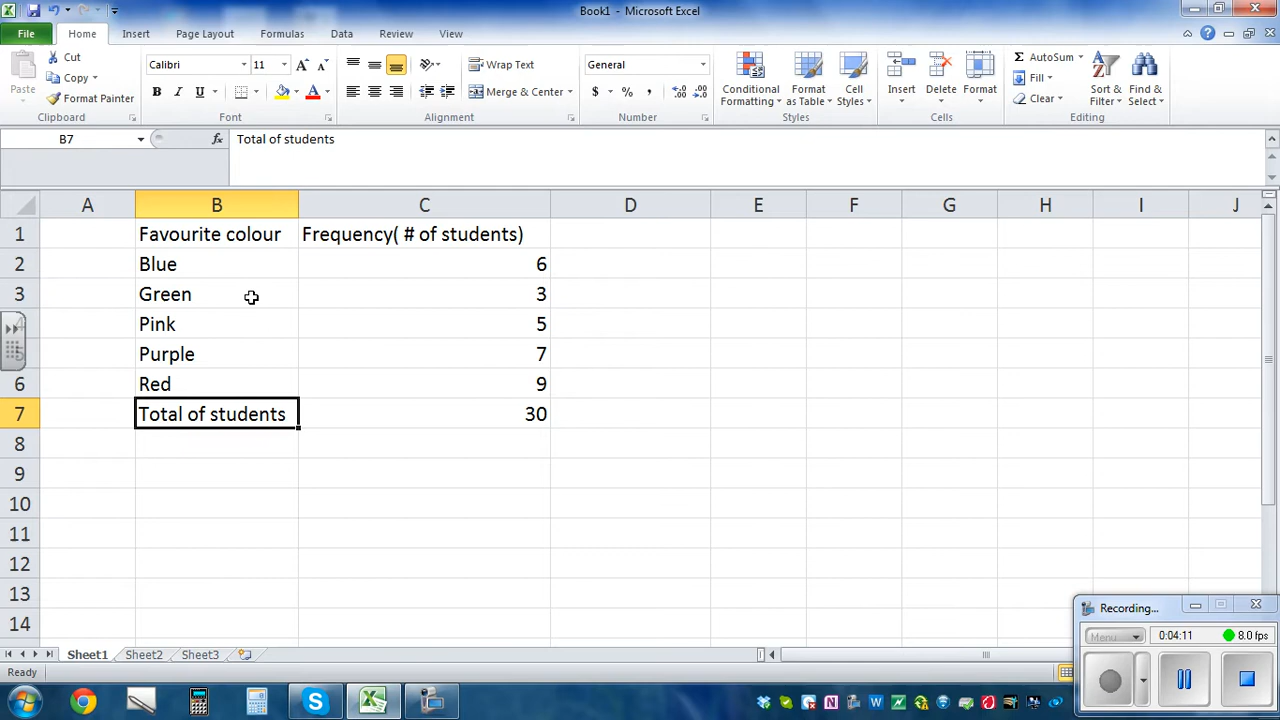 Book1 - Microsoft Excel
File Home Insert Page Layout Formulas Data Review View
Cut
Copy
Format Painter
Paste
Clipboard
Calibri 11
B I U
Font
Wrap Text
Merge & Center
Alignment
General
$ % ,
Number
Conditional Formatting
Format as Table
Cell Styles
Styles
Insert Delete Format
Cells
AutoSum
Fill
Clear
Sort & Filter
Find & Select
Editing
B7 fx Total of students
A B C D E F G H I J
1 Favourite colour Frequency( # of students)
2 Blue 6
3 Green 3
4 Pink 5
5 Purple 7
6 Red 9
7 Total of students 30
8
9
10
11
12
13
14
Recording...
Menu 0:04:11 8.0 fps
Sheet1 Sheet2 Sheet3
Ready